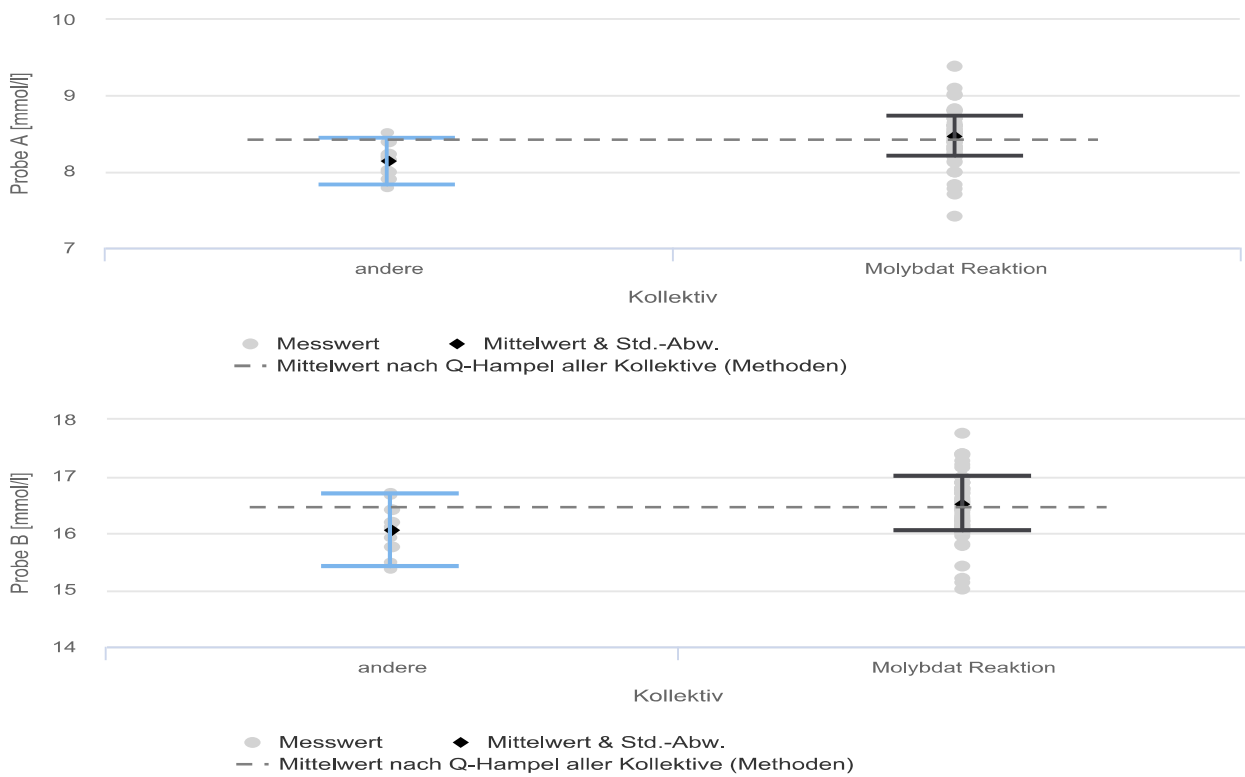 10
9
8
7
Probe A [mmol/l]
andere
Molybdat Reaktion
Kollektiv
Messwert
Mittelwert & Std.-Abw.
Mittelwert nach Q-Hampel aller Kollektive (Methoden)
18
17
16
15
14
Probe B [mmol/l]
andere
Molybdat Reaktion
Kollektiv
Messwert
Mittelwert & Std.-Abw.
Mittelwert nach Q-Hampel aller Kollektive (Methoden)